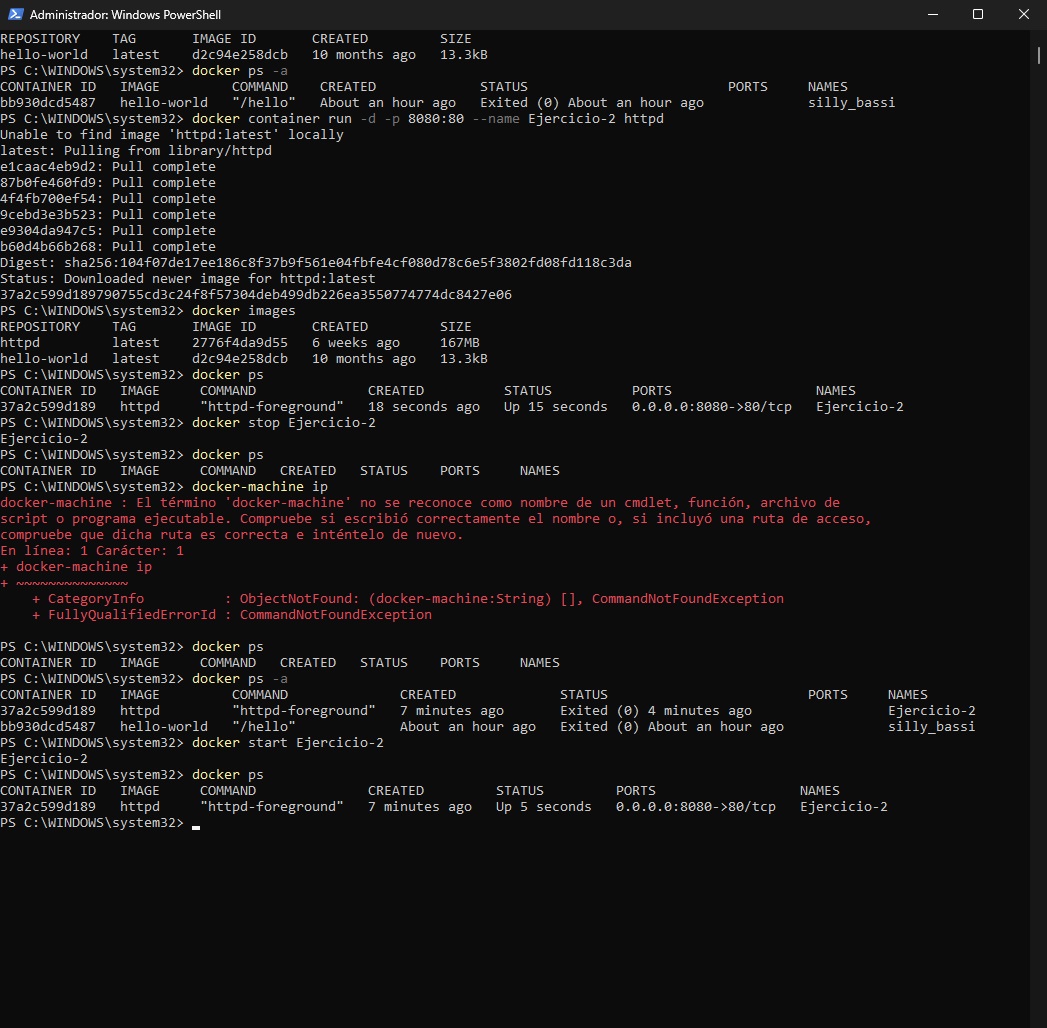 Administrador: Windows PowerShell
REPOSITORY    TAG       IMAGE ID       CREATED         SIZE
hello-world   latest    d2c94e258dcb   10 months ago   13.3kB
PS C:\WINDOWS\system32> docker ps -a
CONTAINER ID   IMAGE         COMMAND    CREATED             STATUS                         PORTS     NAMES
bb930dcd5487   hello-world   "/hello"   About an hour ago   Exited (0) About an hour ago             silly_bassi
PS C:\WINDOWS\system32> docker container run -d -p 8080:80 --name Ejercicio-2 httpd
Unable to find image 'httpd:latest' locally
latest: Pulling from library/httpd
e1caac4eb9d2: Pull complete
87b0fe460fd9: Pull complete
4f4fb700ef54: Pull complete
9cebd3e3b523: Pull complete
e9304da947c5: Pull complete
b60d4b66b268: Pull complete
Digest: sha256:104f07de17ee186c8f37b9f561e04fbfe4cf080d78c6e5f3802fd08fd118c3da
Status: Downloaded newer image for httpd:latest
37a2c599d189790755cd3c24f8f57304deb499db226ea3550774774dc8427e06
PS C:\WINDOWS\system32> docker images
REPOSITORY    TAG       IMAGE ID       CREATED         SIZE
httpd         latest    2776f4da9d55   6 weeks ago     167MB
hello-world   latest    d2c94e258dcb   10 months ago   13.3kB
PS C:\WINDOWS\system32> docker ps
CONTAINER ID   IMAGE     COMMAND              CREATED          STATUS          PORTS                  NAMES
37a2c599d189   httpd     "httpd-foreground"   18 seconds ago   Up 15 seconds   0.0.0.0:8080->80/tcp   Ejercicio-2
PS C:\WINDOWS\system32> docker stop Ejercicio-2
Ejercicio-2
PS C:\WINDOWS\system32> docker ps
CONTAINER ID   IMAGE     COMMAND   CREATED   STATUS    PORTS     NAMES
PS C:\WINDOWS\system32> docker-machine ip
docker-machine : El término 'docker-machine' no se reconoce como nombre de un cmdlet, función, archivo de
script o programa ejecutable. Compruebe si escribió correctamente el nombre o, si incluyó una ruta de acceso,
compruebe que dicha ruta es correcta e inténtelo de nuevo.
En línea: 1 Carácter: 1
+ docker-machine ip
+ ~~~~~~~~~~~~~~
    + CategoryInfo          : ObjectNotFound: (docker-machine:String) [], CommandNotFoundException
    + FullyQualifiedErrorId : CommandNotFoundException
PS C:\WINDOWS\system32> docker ps
CONTAINER ID   IMAGE     COMMAND   CREATED   STATUS    PORTS     NAMES
PS C:\WINDOWS\system32> docker ps -a
CONTAINER ID   IMAGE         COMMAND              CREATED             STATUS                         PORTS     NAMES
37a2c599d189   httpd         "httpd-foreground"   7 minutes ago       Exited (0) 4 minutes ago                 Ejercicio-2
bb930dcd5487   hello-world   "/hello"             About an hour ago   Exited (0) About an hour ago             silly_bassi
PS C:\WINDOWS\system32> docker start Ejercicio-2
Ejercicio-2
PS C:\WINDOWS\system32> docker ps
CONTAINER ID   IMAGE     COMMAND              CREATED         STATUS         PORTS                  NAMES
37a2c599d189   httpd     "httpd-foreground"   7 minutes ago   Up 5 seconds   0.0.0.0:8080->80/tcp   Ejercicio-2
PS C:\WINDOWS\system32>